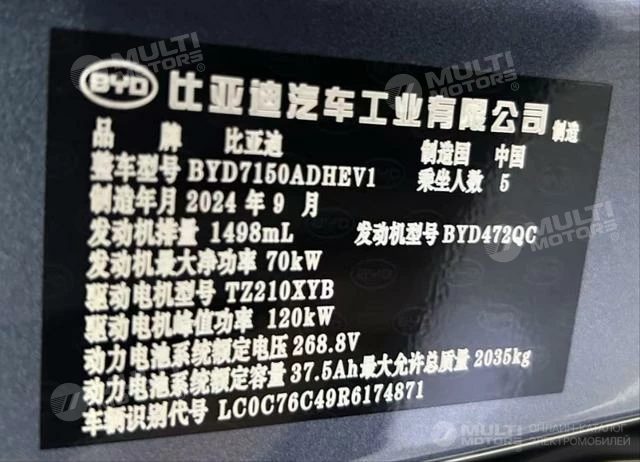 BYD 比亚迪汽车工业有限公司 制造
品 牌 比亚迪 制造国 中国
整车型号 BYD7150ADHEV1 乘坐人数 5
制造年月 2024 年 9 月
发动机排量 1498mL 发动机型号 BYD472QC
发动机最大净功率 70kW
驱动电机型号 TZ210XYB
驱动电机峰值功率 120kW
动力电池系统额定电压 268.8V
动力电池系统额定容量 37.5Ah 最大允许总质量 2035kg
车辆识别代号 LC0C76C49R6174871
MULTI MOTORS
MULTI MOTORS
MULTI MOTORS
MULTI MOTORS
MULTI MOTORS ОНЛАЙН-КАТАЛОГ ЭЛЕКТРОМОБИЛЕЙ